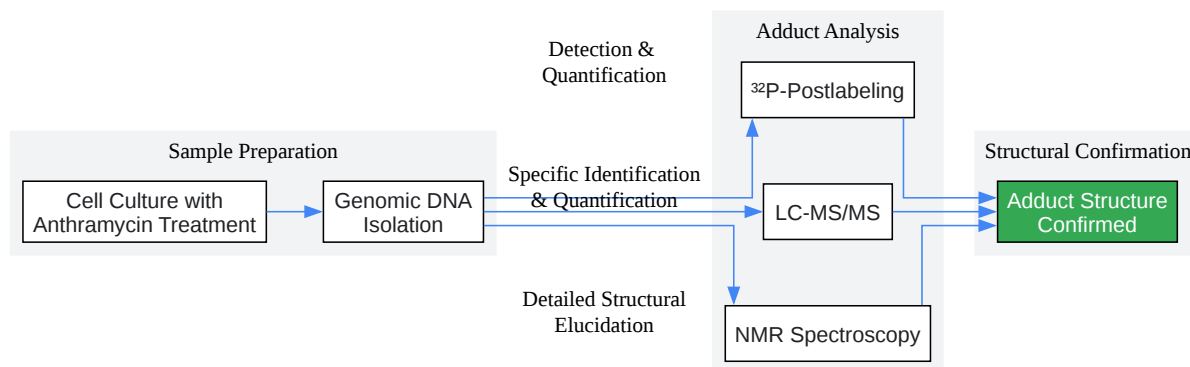 Sample Preparation
Cell Culture with
Anthramycin Treatment
Genomic DNA
Isolation
Detection &
Quantification
Specific Identification
& Quantification
Detailed Structural
Elucidation
Adduct Analysis
³²P-Postlabeling
LC-MS/MS
NMR Spectroscopy
Structural Confirmation
Adduct Structure
Confirmed